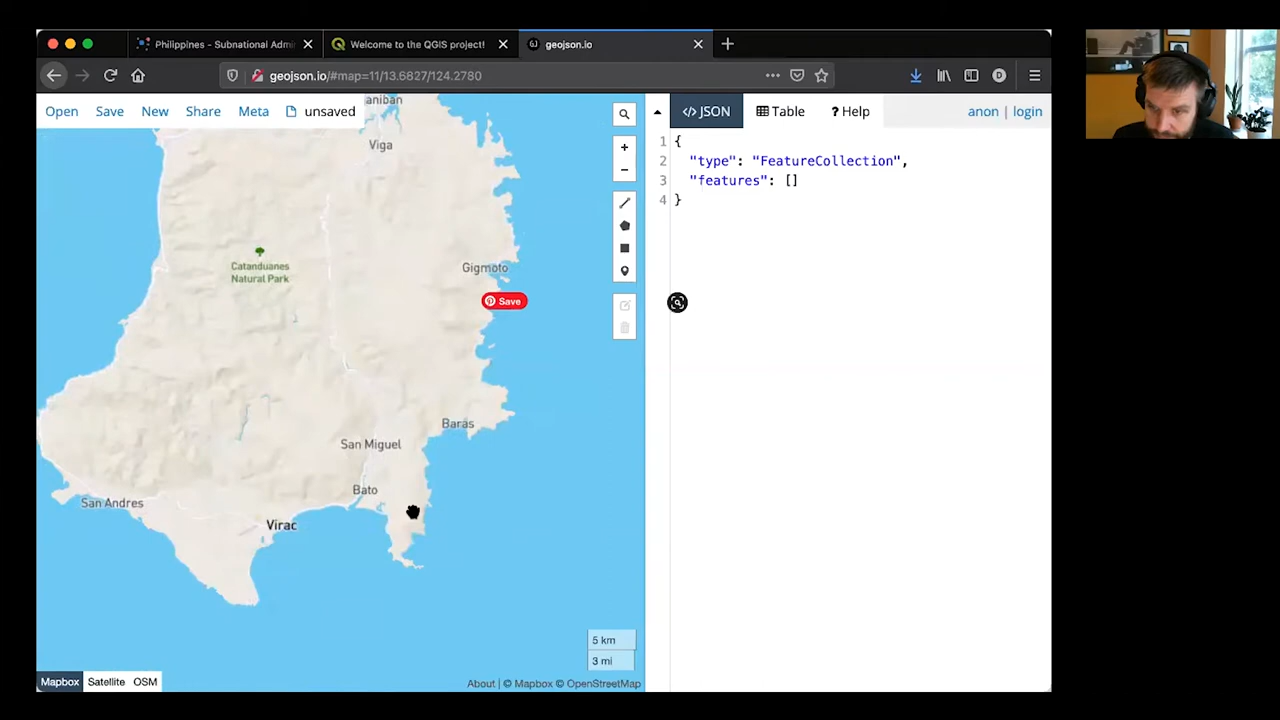 Philippines - Subnational Admi
Welcome to the QGIS project!
geojson.io
geojson.io/#map=11/13.6827/124.2780
Open
Save
New
Share
Meta
unsaved
</> JSON
Table
? Help
anon | login
aniban
Viga
Catanduanes
Natural Park
Gigmoto
Save
Baras
San Miguel
Bato
San Andres
Virac
5 km
3 mi
Mapbox
Satellite
OSM
About | © Mapbox © OpenStreetMap
1 {
2 "type": "FeatureCollection",
3 "features": []
4 }